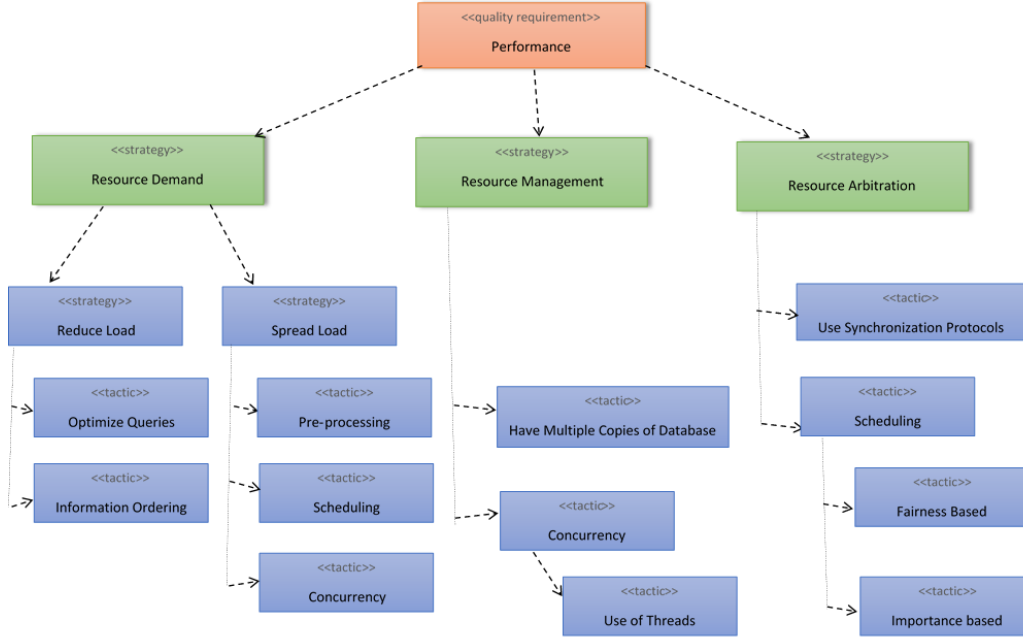 <<quality requirement>>
Performance
<<strategy>>
Resource Demand
<<strategy>>
Resource Management
<<strategy>>
Resource Arbitration
<<strategy>>
Reduce Load
<<strategy>>
Spread Load
<<tactic>>
Use Synchronization Protocols
<<tactic>>
Optimize Queries
<<tactic>>
Pre-processing
<<tactic>>
Have Multiple Copies of Database
<<tactic>>
Scheduling
<<tactic>>
Information Ordering
<<tactic>>
Scheduling
<<tactic>>
Concurrency
<<tactic>>
Fairness Based
<<tactic>>
Concurrency
<<tactic>>
Use of Threads
<<tactic>>
Importance based